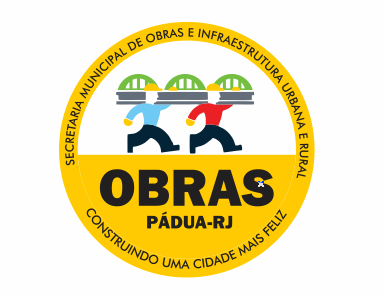 SECRETARIA MUNICIPAL DE OBRAS E INFRAESTRUTURA URBANA E RURAL
OBRAS
PÁDUA-RJ
CONSTRUINDO UMA CIDADE MAIS FELIZ